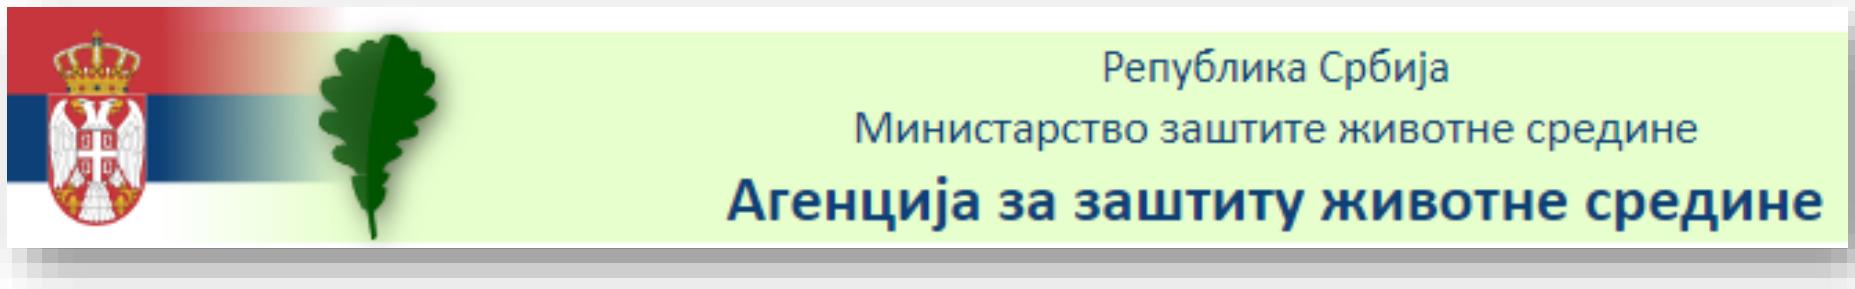 Република Србија
Министарство заштите животне средине
Агенција за заштиту животне средине